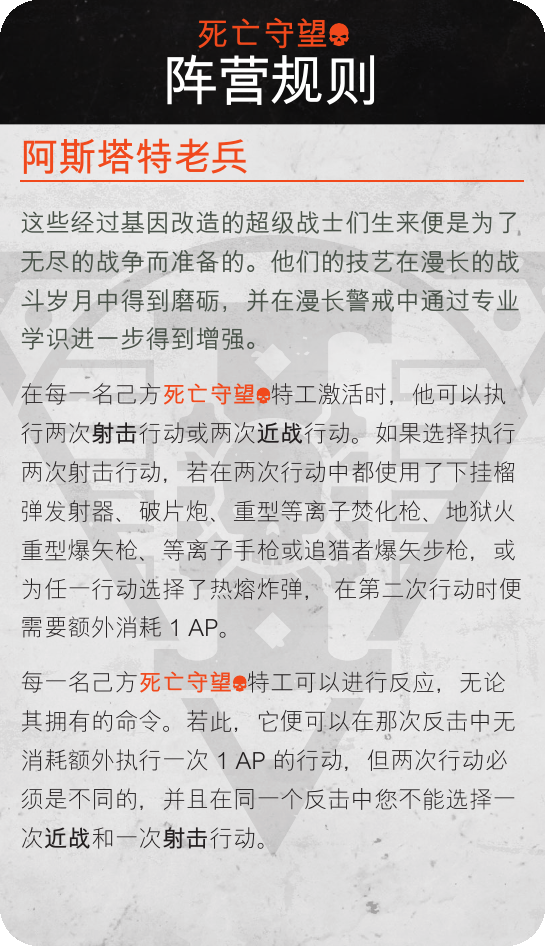 死亡守望
阵营规则
阿斯塔特老兵
这些经过基因改造的超级战士们生来便是为了
无尽的战争而准备的。他们的技艺在漫长的战
斗岁月中得到磨砺，并在漫长警戒中通过专业
学识进一步得到增强。
在每一名己方死亡守望特工激活时，他可以执
行两次射击行动或两次近战行动。如果选择执行
两次射击行动，若在两次行动中都使用了下挂榴
弹发射器、破片炮、重型等离子焚化枪、地狱火
重型爆矢枪、等离子手枪或追猎者爆矢步枪，或
为任一行动选择了热熔炸弹， 在第二次行动时便
需要额外消耗 1 AP。
每一名己方死亡守望特工可以进行反应，无论
其拥有的命令。若此，它便可以在那次反击中无
消耗额外执行一次 1 AP 的行动，但两次行动必
须是不同的，并且在同一个反击中您不能选择一
次近战和一次射击行动。